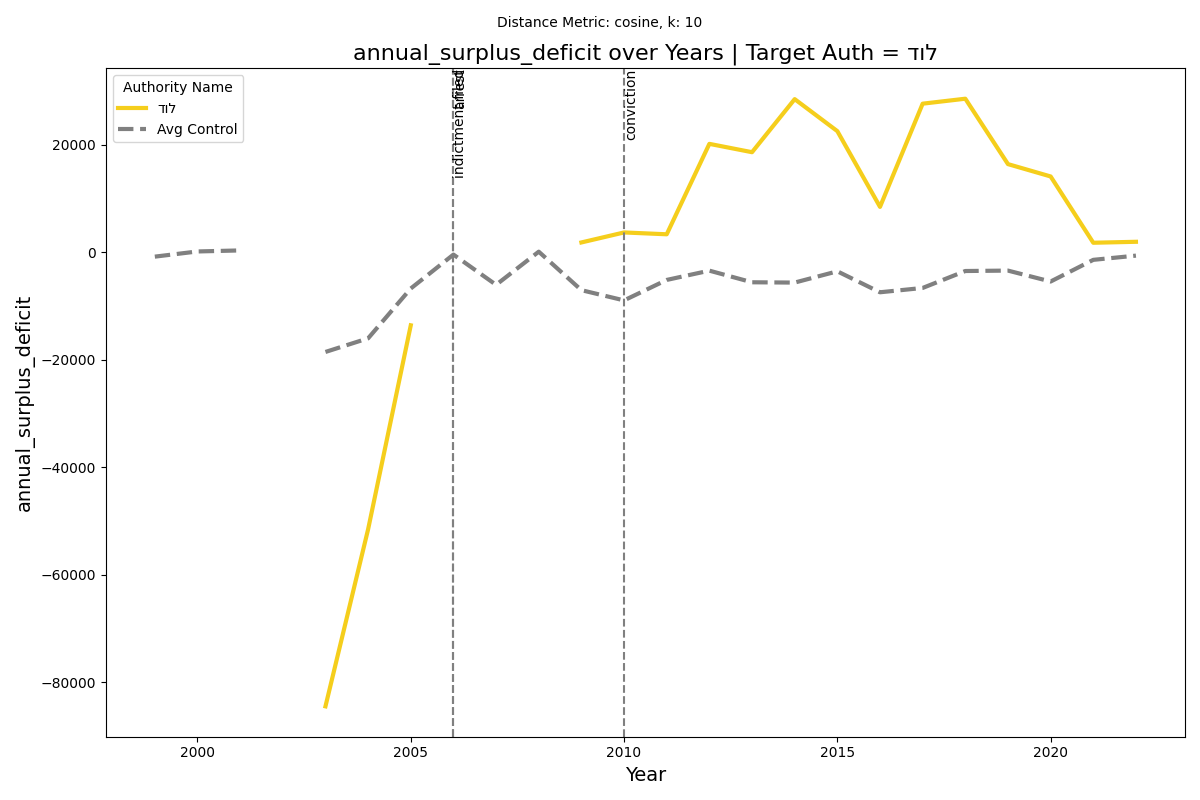 Distance Metric: cosine, k: 10
annual_surplus_deficit over Years | Target Auth = לוד
Authority Name
לוד
Avg Control
indictment
conviction
20000
0
−20000
−40000
−60000
−80000
annual_surplus_deficit
2000
2005
2010
2015
2020
Year